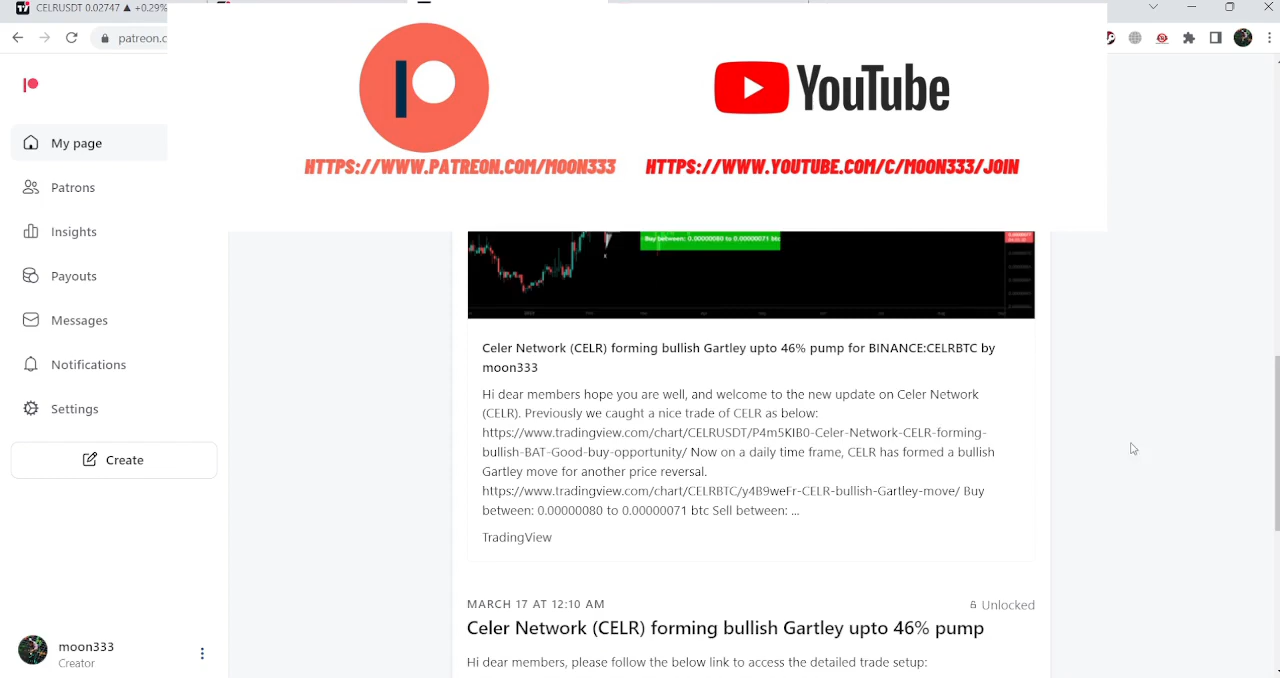 CELRUSDT 0.02747 ▲ +0.29%
patreon.c
YouTube
HTTPS://WWW.PATREON.COM/MOON333
HTTPS://WWW.YOUTUBE.COM/C/MOON333/JOIN
My page
Patrons
Insights
Payouts
Messages
Notifications
Settings
Create
moon333
Creator
Buy between: 0.00000080 to 0.00000071 btc
Celer Network (CELR) forming bullish Gartley upto 46% pump for BINANCE:CELRBTC by
moon333
Hi dear members hope you are well, and welcome to the new update on Celer Network
(CELR). Previously we caught a nice trade of CELR as below:
https://www.tradingview.com/chart/CELRUSDT/P4m5KIB0-Celer-Network-CELR-forming-
bullish-BAT-Good-buy-opportunity/ Now on a daily time frame, CELR has formed a bullish
Gartley move for another price reversal.
https://www.tradingview.com/chart/CELRBTC/y4B9weFr-CELR-bullish-Gartley-move/ Buy
between: 0.00000080 to 0.00000071 btc Sell between: ...
TradingView
MARCH 17 AT 12:10 AM
Unlocked
Celer Network (CELR) forming bullish Gartley upto 46% pump
Hi dear members, please follow the below link to access the detailed trade setup: